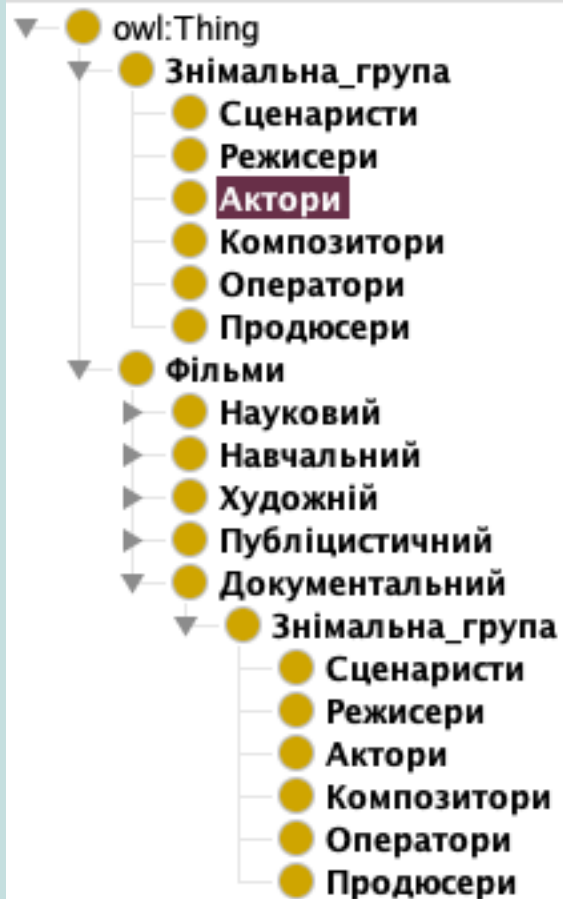 owl:Thing
Знімальна_група
Сценаристи
Режисери
Актори
Композитори
Оператори
Продюсери
Фільми
Науковий
Навчальний
Художній
Публіцистичний
Документальний
Знімальна_група
Сценаристи
Режисери
Актори
Композитори
Оператори
Продюсери